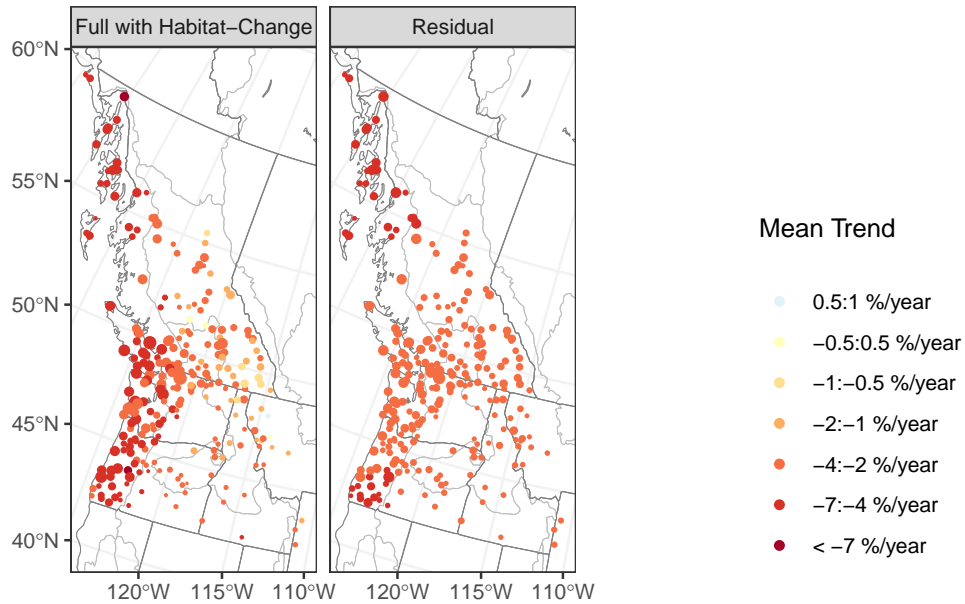 Full with Habitat–Change
Residual
60°N
55°N
50°N
45°N
40°N
120°W
115°W
110°W
120°W
115°W
110°W
Mean Trend
0.5:1 %/year
−0.5:0.5 %/year
−1:−0.5 %/year
−2:−1 %/year
−4:−2 %/year
−7:−4 %/year
< −7 %/year